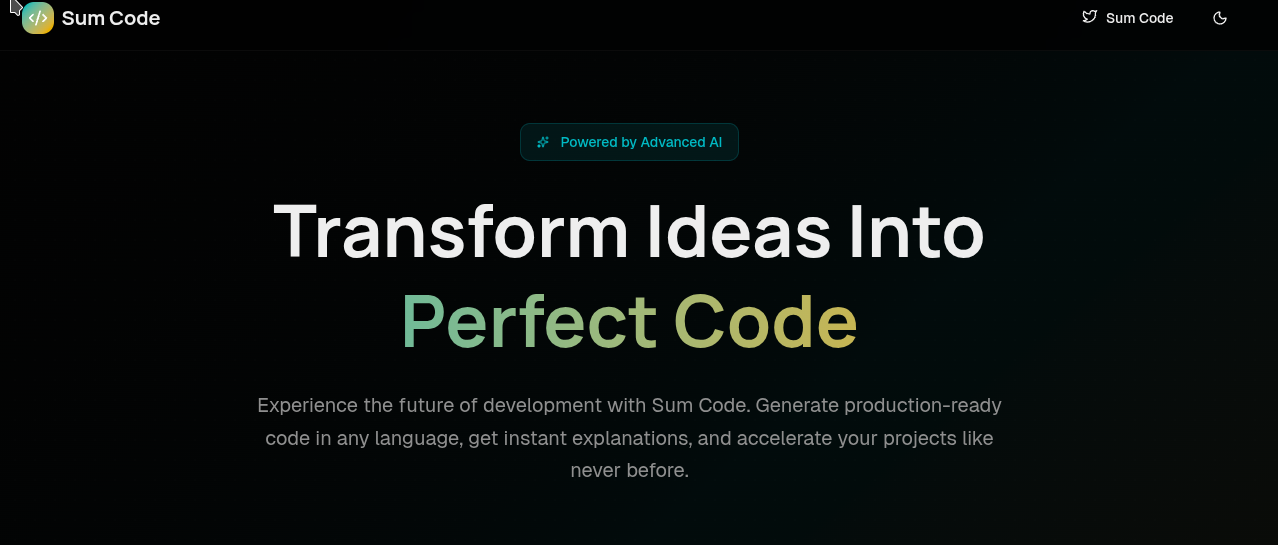 Sum Code
Sum Code
Powered by Advanced AI
Transform Ideas Into
Perfect Code
Experience the future of development with Sum Code. Generate production-ready
code in any language, get instant explanations, and accelerate your projects like
never before.